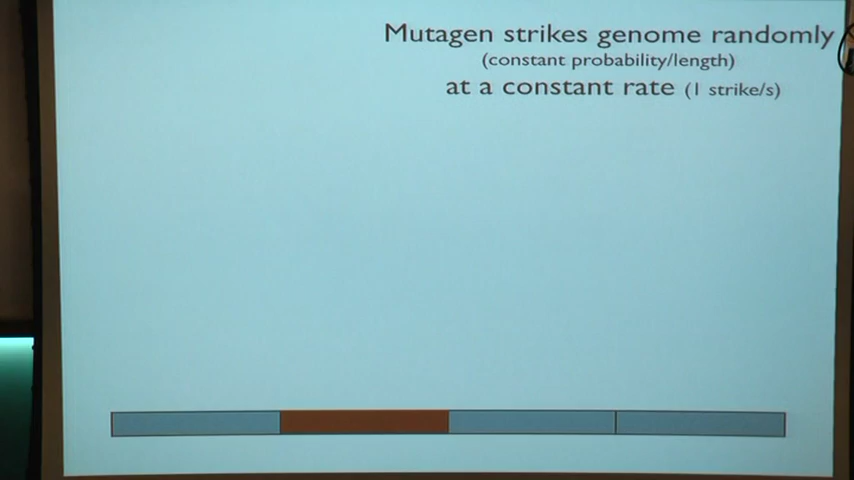 Mutagen strikes genome randomly
(constant probability/length)
at a constant rate (1 strike/s)